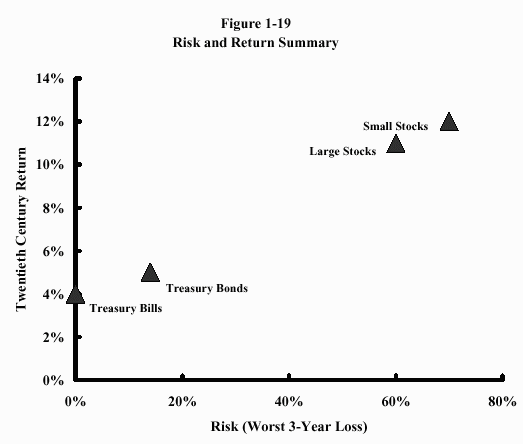 Figure 1-19
Risk and Return Summary
14%
12%
10%
8%
6%
4%
2%
0%
Twentieth Century Return
Small Stocks
Large Stocks
Treasury Bonds
Treasury Bills
0%
20%
40%
60%
80%
Risk (Worst 3-Year Loss)